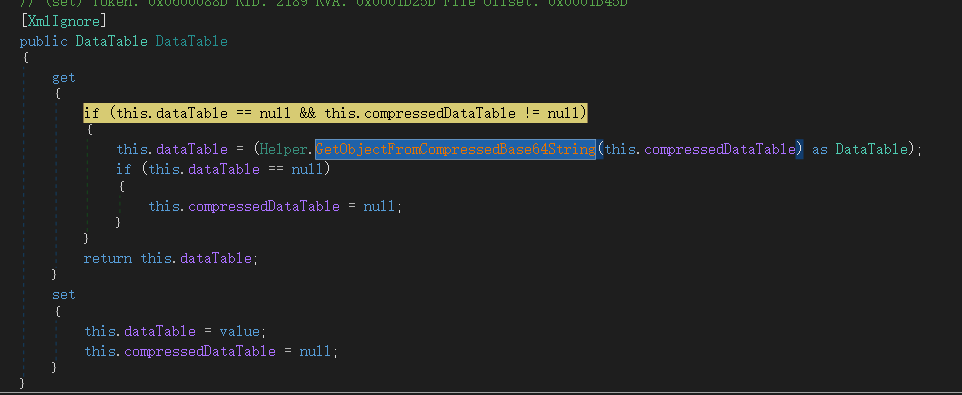 // (set) Token: 0x0600088D RID: 2189 RVA: 0x0001D25D File Offset: 0x0001B45D
[XmlIgnore]
public DataTable DataTable
{
get
{
if (this.dataTable == null && this.compressedDataTable != null)
{
this.dataTable = (Helper.GetObjectFromCompressedBase64String(this.compressedDataTable) as DataTable);
if (this.dataTable == null)
{
this.compressedDataTable = null;
}
}
return this.dataTable;
}
set
{
this.dataTable = value;
this.compressedDataTable = null;
}
}